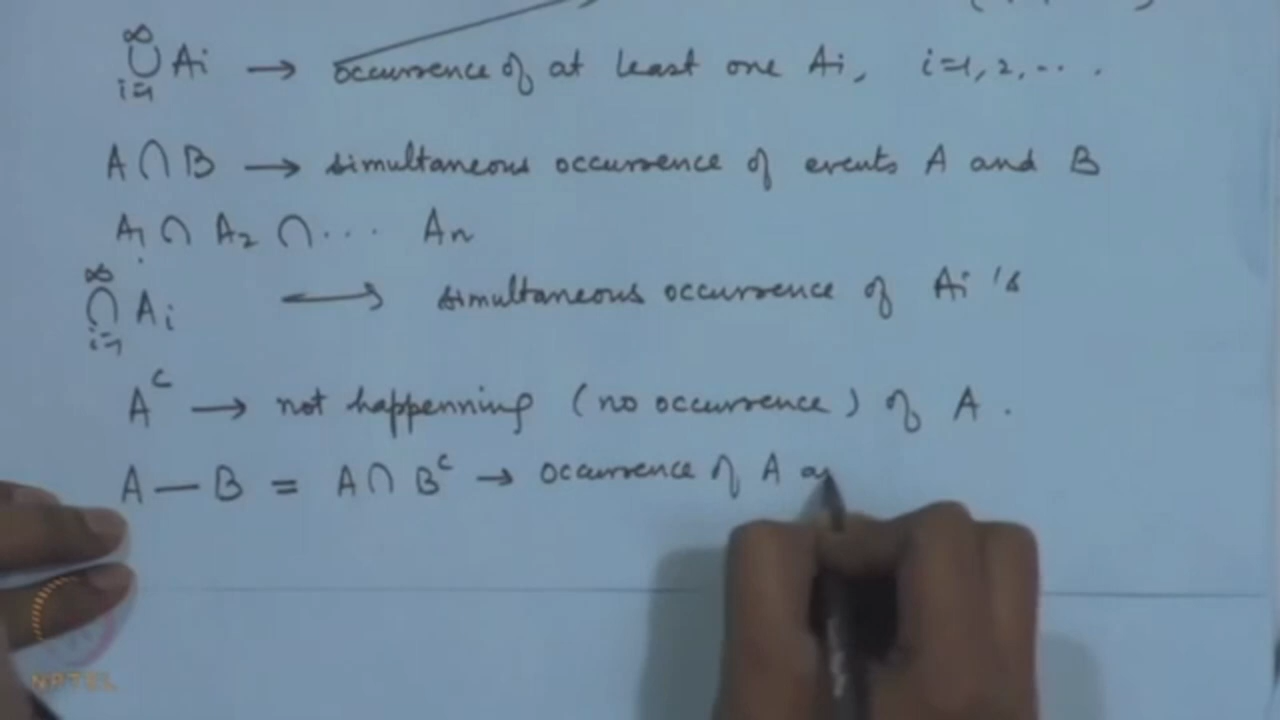 ∞
⋃ Ai → occurrence of at least one Ai, i=1, 2, ... .
i=1
A ∩ B → simultaneous occurrence of events A and B
A1 ∩ A2 ∩ ... An
∞
⋂ Ai ⟷ simultaneous occurrence of Ai's
i=1
A^c → not happenning (no occurrence) of A .
A — B = A ∩ B^c → occurrence of A
NPTEL